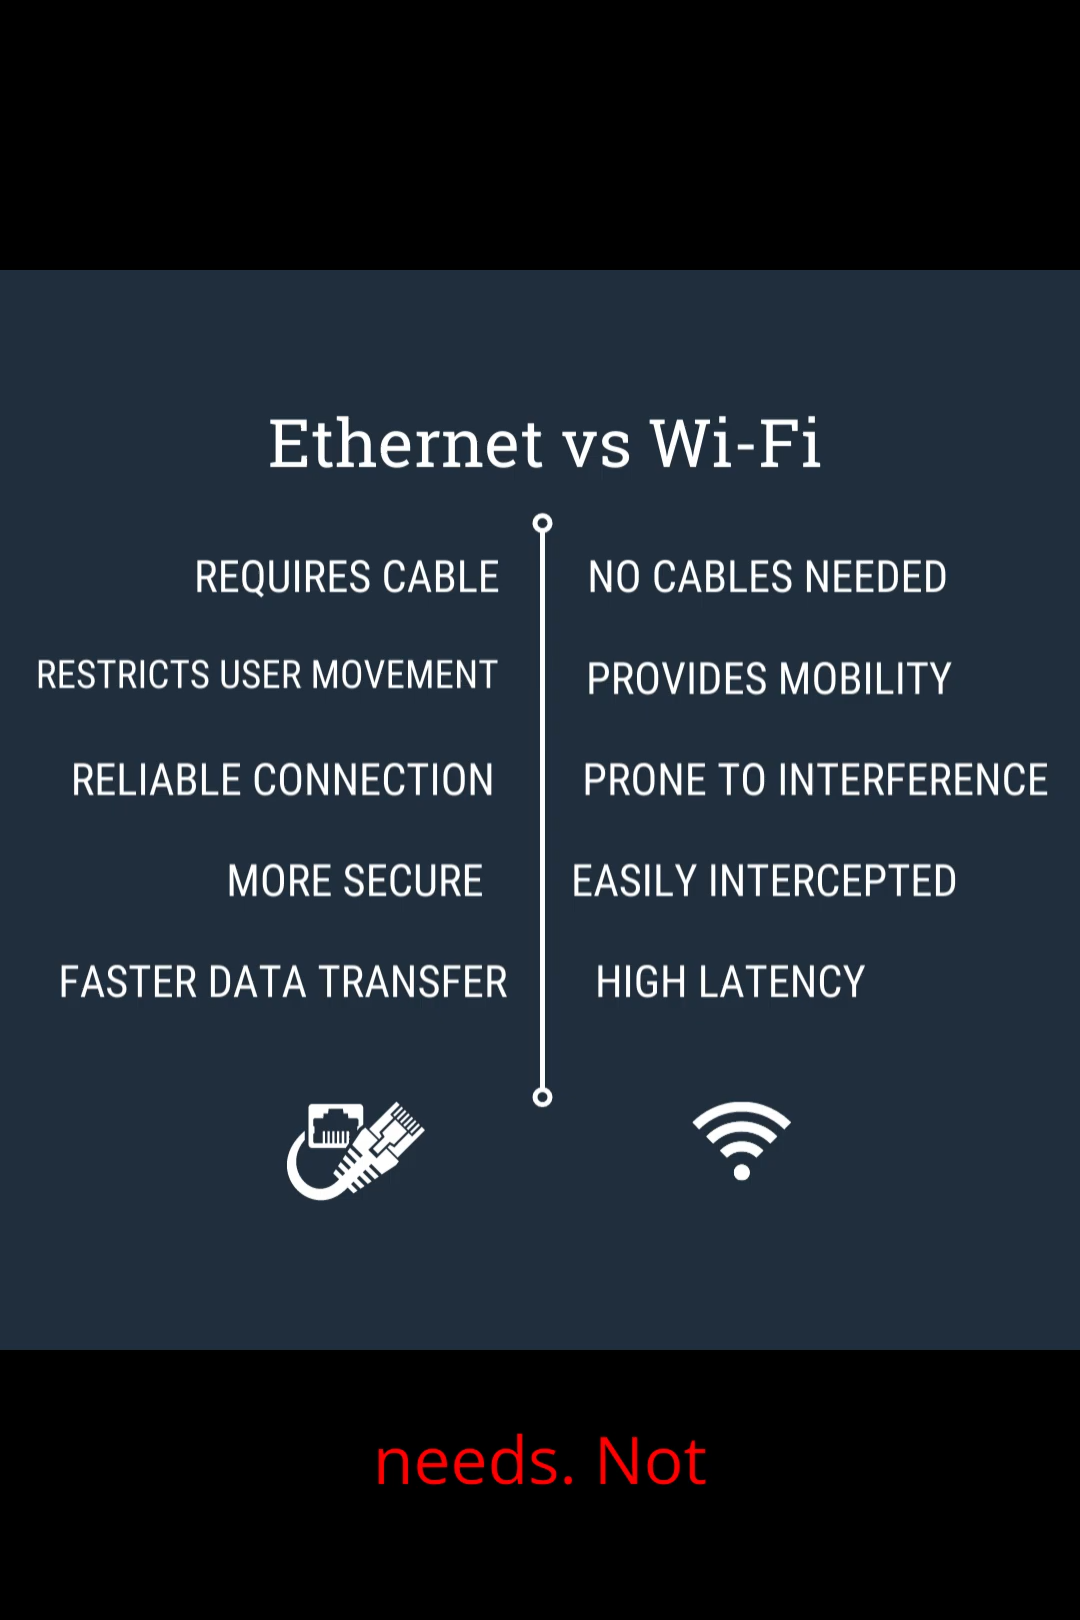 Ethernet vs Wi-Fi
REQUIRES CABLE
NO CABLES NEEDED
RESTRICTS USER MOVEMENT
PROVIDES MOBILITY
RELIABLE CONNECTION
PRONE TO INTERFERENCE
MORE SECURE
EASILY INTERCEPTED
FASTER DATA TRANSFER
HIGH LATENCY
needs. Not